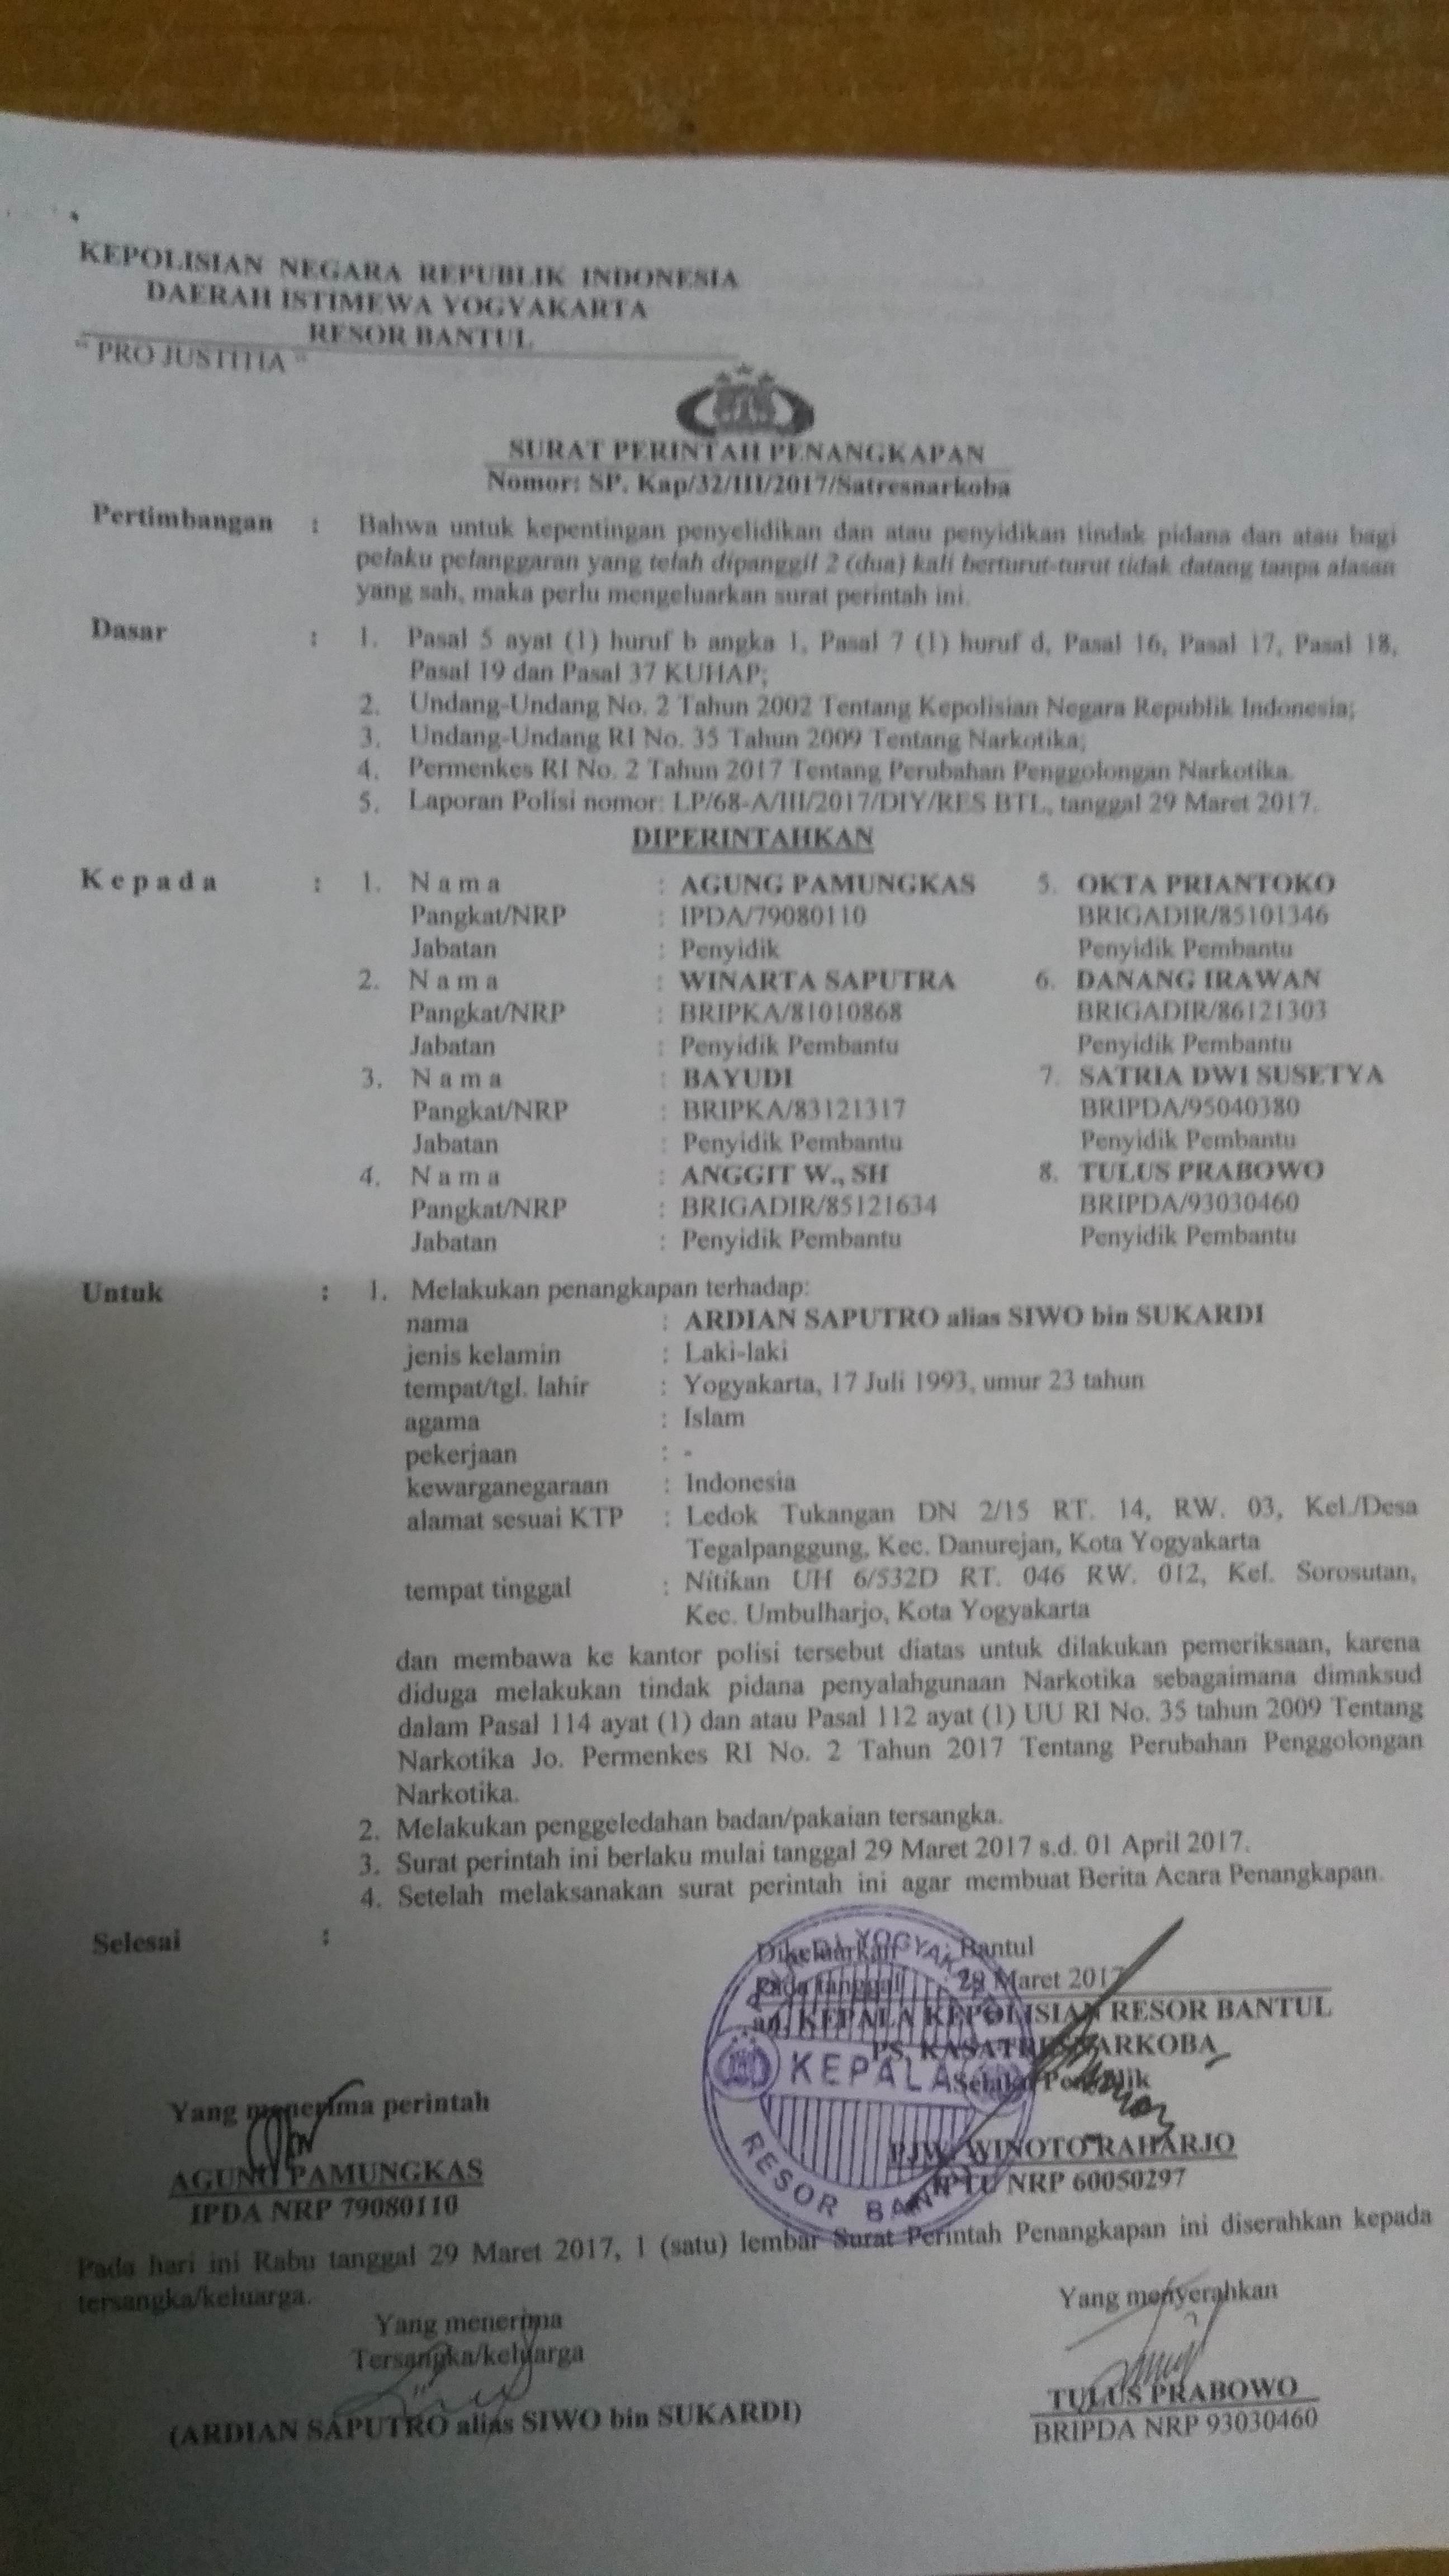 KEPOLISIAN NEGARA REPUBLIK INDONESIA
DAERAH ISTIMEWA YOGYAKARTA
RESOR BANTUL
" PRO JUSTITIA "
SURAT PERINTAH PENANGKAPAN
Nomor: SP. Kap/32/III/2017/Satresnarkoba
Pertimbangan : Bahwa untuk kepentingan penyelidikan dan atau penyidikan tindak pidana dan atau bagi
pelaku pelanggaran yang telah dipanggil 2 (dua) kali berturut-turut tidak datang tanpa alasan
yang sah, maka perlu mengeluarkan surat perintah ini.
Dasar : 1. Pasal 5 ayat (1) huruf b angka 1, Pasal 7 (1) huruf d, Pasal 16, Pasal 17, Pasal 18,
Pasal 19 dan Pasal 37 KUHAP;
2. Undang-Undang No. 2 Tahun 2002 Tentang Kepolisian Negara Republik Indonesia;
3. Undang-Undang RI No. 35 Tahun 2009 Tentang Narkotika;
4. Permenkes RI No. 2 Tahun 2017 Tentang Perubahan Penggolongan Narkotika.
5. Laporan Polisi nomor: LP/68-A/III/2017/DIY/RES BTL, tanggal 29 Maret 2017.
DIPERINTAHKAN
Kepada : 1. Nama : AGUNG PAMUNGKAS 5. OKTA PRIANTOKO
Pangkat/NRP : IPDA/79080110 BRIGADIR/85101346
Jabatan : Penyidik Penyidik Pembantu
2. Nama : WINARTA SAPUTRA 6. DANANG IRAWAN
Pangkat/NRP : BRIPKA/81010868 BRIGADIR/86121303
Jabatan : Penyidik Pembantu Penyidik Pembantu
3. Nama : BAYUDI 7. SATRIA DWI SUSETYA
Pangkat/NRP : BRIPKA/83121317 BRIPDA/95040380
Jabatan : Penyidik Pembantu Penyidik Pembantu
4. Nama : ANGGIT W., SH 8. TULUS PRABOWO
Pangkat/NRP : BRIGADIR/85121634 BRIPDA/93030460
Jabatan : Penyidik Pembantu Penyidik Pembantu
Untuk : 1. Melakukan penangkapan terhadap:
nama : ARDIAN SAPUTRO alias SIWO bin SUKARDI
jenis kelamin : Laki-laki
tempat/tgl. lahir : Yogyakarta, 17 Juli 1993, umur 23 tahun
agama : Islam
pekerjaan : -
kewarganegaraan : Indonesia
alamat sesuai KTP : Ledok Tukangan DN 2/15 RT. 14, RW. 03, Kel./Desa
Tegalpanggung, Kec. Danurejan, Kota Yogyakarta
tempat tinggal : Nitikan UH 6/532D RT. 046 RW. 012, Kel. Sorosutan,
Kec. Umbulharjo, Kota Yogyakarta
dan membawa ke kantor polisi tersebut diatas untuk dilakukan pemeriksaan, karena
diduga melakukan tindak pidana penyalahgunaan Narkotika sebagaimana dimaksud
dalam Pasal 114 ayat (1) dan atau Pasal 112 ayat (1) UU RI No. 35 tahun 2009 Tentang
Narkotika Jo. Permenkes RI No. 2 Tahun 2017 Tentang Perubahan Penggolongan
Narkotika.
2. Melakukan penggeledahan badan/pakaian tersangka.
3. Surat perintah ini berlaku mulai tanggal 29 Maret 2017 s.d. 01 April 2017.
4. Setelah melaksanakan surat perintah ini agar membuat Berita Acara Penangkapan.
Selesai :
Dikeluarkan : Bantul
Pada tanggal : 29 Maret 2017
an. KEPALA KEPOLISIAN RESOR BANTUL
PS. KASATRESNARKOBA
Selaku Penyidik
KEPALA
RESOR BANTUL
Yang menerima perintah
AGUNG PAMUNGKAS
IPDA NRP 79080110
WINOTO RAHARJO
IPTU NRP 60050297
Pada hari ini Rabu tanggal 29 Maret 2017, 1 (satu) lembar Surat Perintah Penangkapan ini diserahkan kepada
tersangka/keluarga.
Yang menerima
Tersangka/keluarga
(ARDIAN SAPUTRO alias SIWO bin SUKARDI)
Yang menyerahkan
TULUS PRABOWO
BRIPDA NRP 93030460